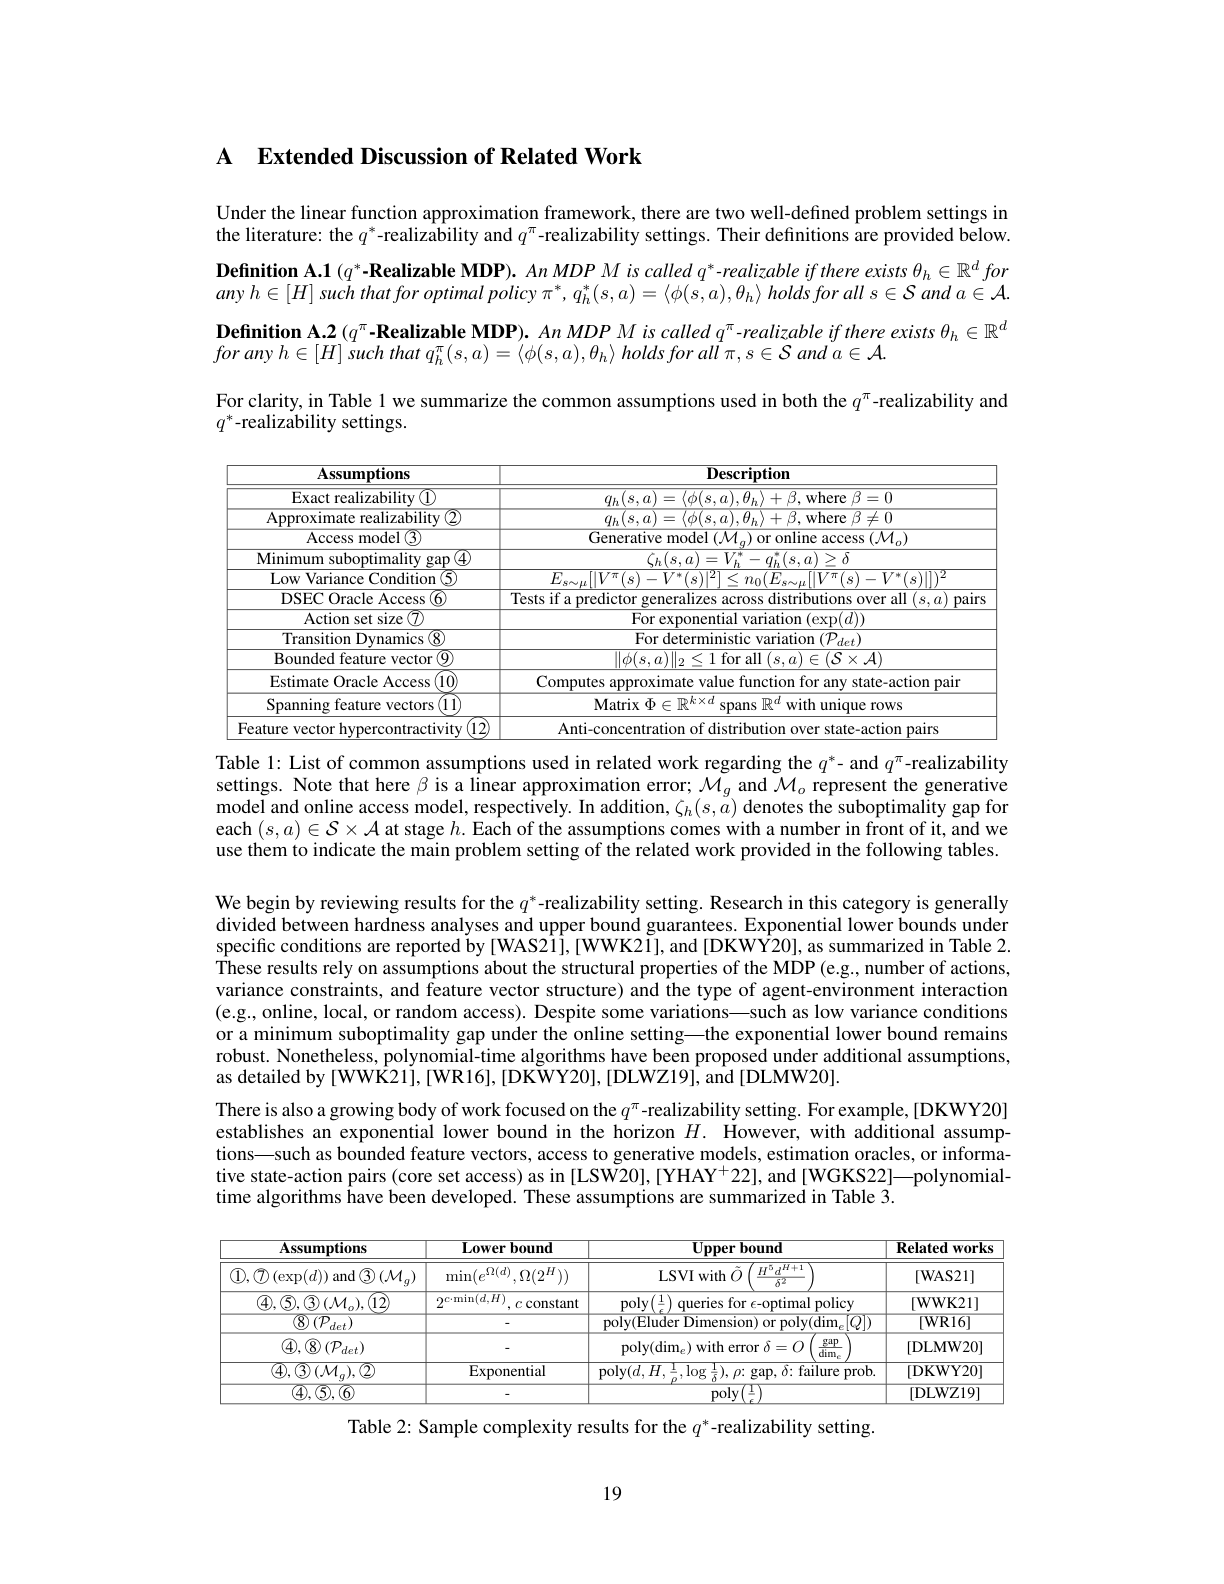 A Extended Discussion of Related Work
Under the linear function approximation framework, there are two well-defined problem settings in
the literature: the q*-realizability and q^π-realizability settings. Their definitions are provided below.
Definition A.1 (q*-Realizable MDP). An MDP M is called q*-realizable if there exists θ_h ∈ ℝ^d for
any h ∈ [H] such that for optimal policy π*, q*_h(s, a) = ⟨ϕ(s, a), θ_h⟩ holds for all s ∈ 𝒮 and a ∈ 𝒜.
Definition A.2 (q^π-Realizable MDP). An MDP M is called q^π-realizable if there exists θ_h ∈ ℝ^d
for any h ∈ [H] such that q^π_h(s, a) = ⟨ϕ(s, a), θ_h⟩ holds for all π, s ∈ 𝒮 and a ∈ 𝒜.
For clarity, in Table 1 we summarize the common assumptions used in both the q^π-realizability and
q*-realizability settings.
Assumptions Description
Exact realizability ① q_h(s, a) = ⟨ϕ(s, a), θ_h⟩ + β, where β = 0
Approximate realizability ② q_h(s, a) = ⟨ϕ(s, a), θ_h⟩ + β, where β ≠ 0
Access model ③ Generative model (ℳ_g) or online access (ℳ_o)
Minimum suboptimality gap ④ ζ_h(s, a) = V*_h − q*_h(s, a) ≥ δ
Low Variance Condition ⑤ E_{s∼μ}[|V^π(s) − V*(s)|²] ≤ n_0(E_{s∼μ}[|V^π(s) − V*(s)|])²
DSEC Oracle Access ⑥ Tests if a predictor generalizes across distributions over all (s, a) pairs
Action set size ⑦ For exponential variation (exp(d))
Transition Dynamics ⑧ For deterministic variation (𝒫_det)
Bounded feature vector ⑨ ∥ϕ(s, a)∥_2 ≤ 1 for all (s, a) ∈ (𝒮 × 𝒜)
Estimate Oracle Access ⑩ Computes approximate value function for any state-action pair
Spanning feature vectors ⑪ Matrix Φ ∈ ℝ^{k×d} spans ℝ^d with unique rows
Feature vector hypercontractivity ⑫ Anti-concentration of distribution over state-action pairs
Table 1: List of common assumptions used in related work regarding the q*- and q^π-realizability
settings. Note that here β is a linear approximation error; ℳ_g and ℳ_o represent the generative
model and online access model, respectively. In addition, ζ_h(s, a) denotes the suboptimality gap for
each (s, a) ∈ 𝒮 × 𝒜 at stage h. Each of the assumptions comes with a number in front of it, and we
use them to indicate the main problem setting of the related work provided in the following tables.
We begin by reviewing results for the q*-realizability setting. Research in this category is generally
divided between hardness analyses and upper bound guarantees. Exponential lower bounds under
specific conditions are reported by [WAS21], [WWK21], and [DKWY20], as summarized in Table 2.
These results rely on assumptions about the structural properties of the MDP (e.g., number of actions,
variance constraints, and feature vector structure) and the type of agent-environment interaction
(e.g., online, local, or random access). Despite some variations—such as low variance conditions
or a minimum suboptimality gap under the online setting—the exponential lower bound remains
robust. Nonetheless, polynomial-time algorithms have been proposed under additional assumptions,
as detailed by [WWK21], [WR16], [DKWY20], [DLWZ19], and [DLMW20].
There is also a growing body of work focused on the q^π-realizability setting. For example, [DKWY20]
establishes an exponential lower bound in the horizon H. However, with additional assump-
tions—such as bounded feature vectors, access to generative models, estimation oracles, or informa-
tive state-action pairs (core set access) as in [LSW20], [YHAY⁺22], and [WGKS22]—polynomial-
time algorithms have been developed. These assumptions are summarized in Table 3.
Assumptions Lower bound Upper bound Related works
①, ⑦ (exp(d)) and ③ (ℳ_g) min(e^{Ω(d)}, Ω(2^H)) LSVI with Õ(H^5 d^{H+1} / δ²) [WAS21]
④, ⑤, ③ (ℳ_o), ⑫ 2^{c·min(d,H)}, c constant poly(1/ϵ) queries for ϵ-optimal policy [WWK21]
⑧ (𝒫_det) - poly(Eluder Dimension) or poly(dim_e[Q]) [WR16]
④, ⑧ (𝒫_det) - poly(dim_e) with error δ = O(gap/dim_e) [DLMW20]
④, ③ (ℳ_g), ② Exponential poly(d, H, 1/ρ, log 1/δ), ρ: gap, δ: failure prob. [DKWY20]
④, ⑤, ⑥ - poly(1/ϵ) [DLWZ19]
Table 2: Sample complexity results for the q*-realizability setting.
19